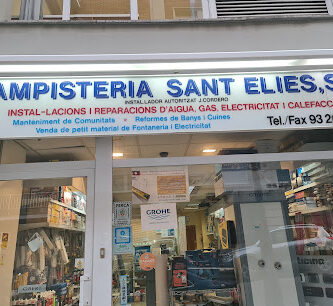 AMPISTERIA SANT ELIES,S
INSTAL.LADOR AUTORITZAT J.CORDERO
INSTAL-LACIONS I REPARACIONS D'AIGUA, GAS, ELECTRICITAT I CALEFACC
Manteniment de Comunitats - Reformes de Banys i Cuines
Venda de petit material de Fontaneria i Electricitat
Tel./Fax 93 20
GROHE